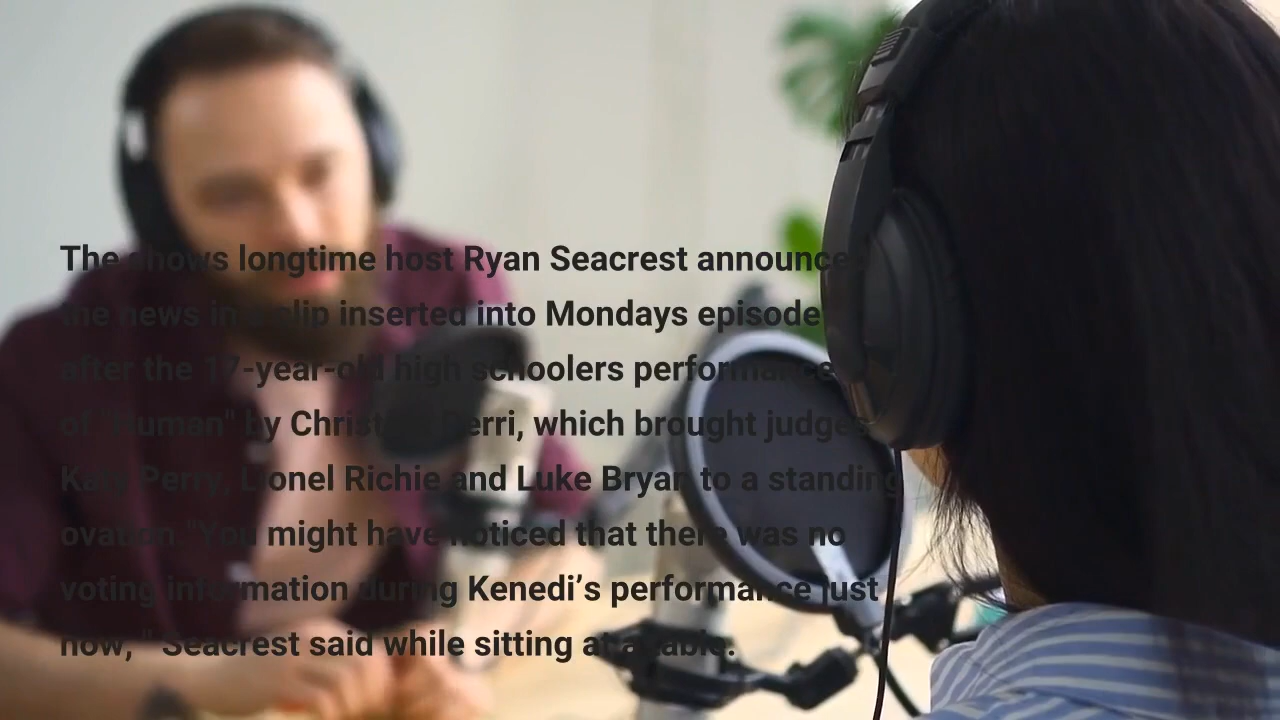 The shows longtime host Ryan Seacrest announced
the news in a clip inserted into Mondays episode
after the 17-year-old high schoolers performance
of "Human" by Christina Perri, which brought judges
Katy Perry, Lionel Richie and Luke Bryan to a standing
ovation."You might have noticed that there was no
voting information during Kenedi’s performance just
now," Seacrest said while sitting at a table.